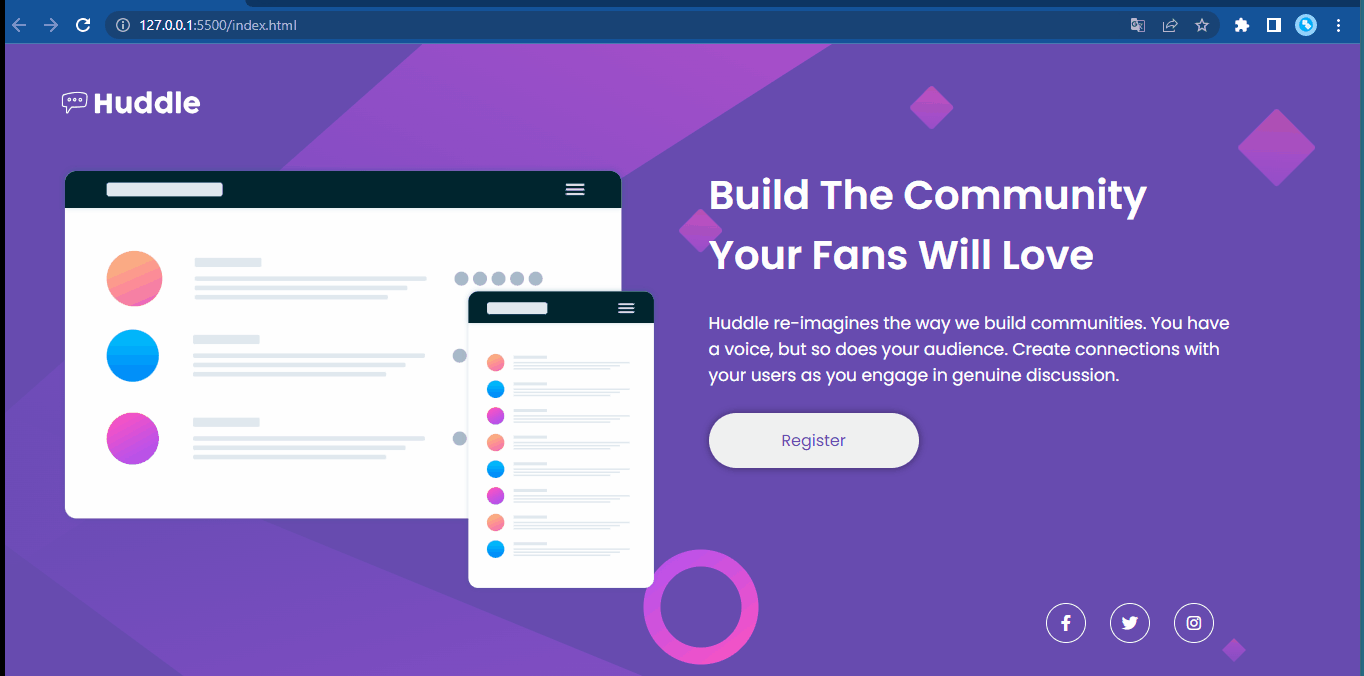 127.0.0.1:5500/index.html
Huddle
Build The Community
Your Fans Will Love
Huddle re-imagines the way we build communities. You have
a voice, but so does your audience. Create connections with
your users as you engage in genuine discussion.
Register